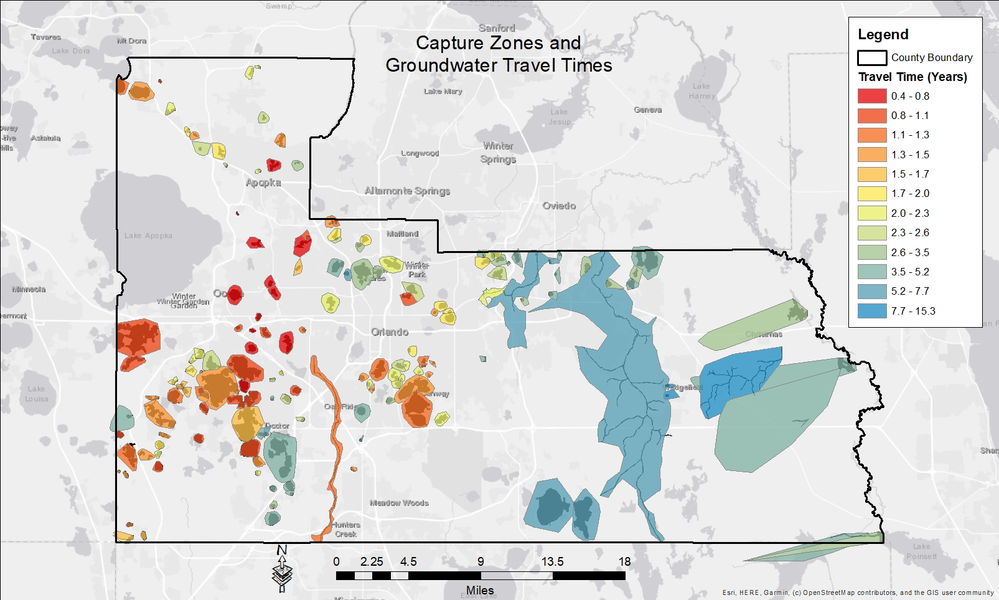 Capture Zones and
Groundwater Travel Times
Legend
County Boundary
Travel Time (Years)
0.4 - 0.8
0.8 - 1.1
1.1 - 1.3
1.3 - 1.5
1.5 - 1.7
1.7 - 2.0
2.0 - 2.3
2.3 - 2.6
2.6 - 3.5
3.5 - 5.2
5.2 - 7.7
7.7 - 15.3
Swamp
Sanford
Tavares
Mt Dora
Lake Dora
Lake Mary
Lake
Harney
Lake
Jesup
Geneva
Astatula
Winter
Springs
Longwood
Apopka
Altamonte Springs
Oviedo
Lake Apopka
Maitland
Winter
Park
Minneola
Winter
Garden
Winter Garden
Orlando
Lake
Louisa
Doctor
Meadow Woods
Hunters
Creek
Lake
Poinsett
N
0 2.25 4.5 9 13.5 18
Miles
East Lake
Esri, HERE, Garmin, (c) OpenStreetMap contributors, and the GIS user community